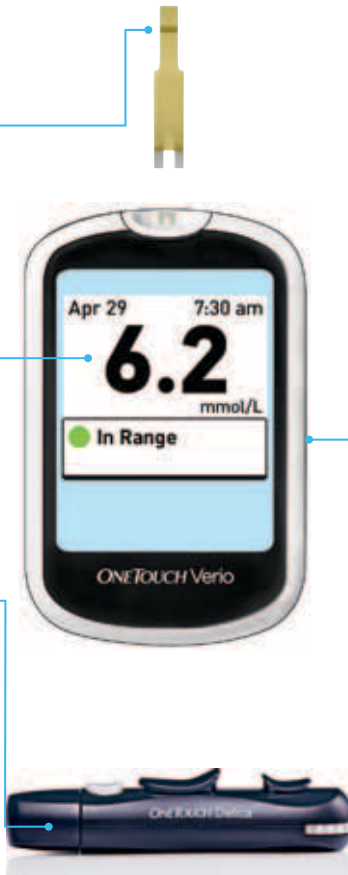 Apr 29 7:30 am
6.2
mmol/L
In Range
ONETOUCH Verio
ONETOUCH Delica